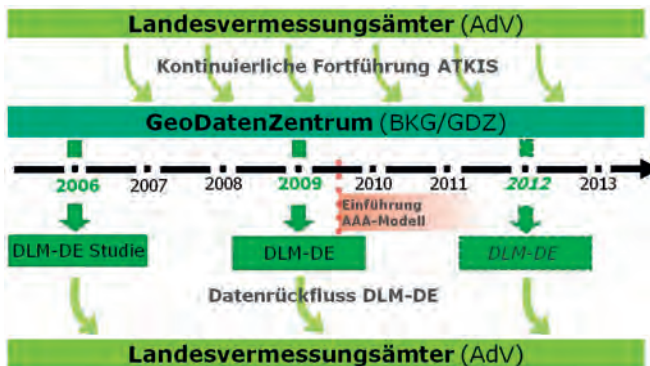 Landesvermessungsämter (AdV)
Kontinuierliche Fortführung ATKIS
GeoDatenZentrum (BKG/GDZ)
2006 2007 2008 2009 2010 2011 2012 2013
Einführung
AAA-Modell
DLM-DE Studie DLM-DE DLM-DE
Datenrückfluss DLM-DE
Landesvermessungsämter (AdV)